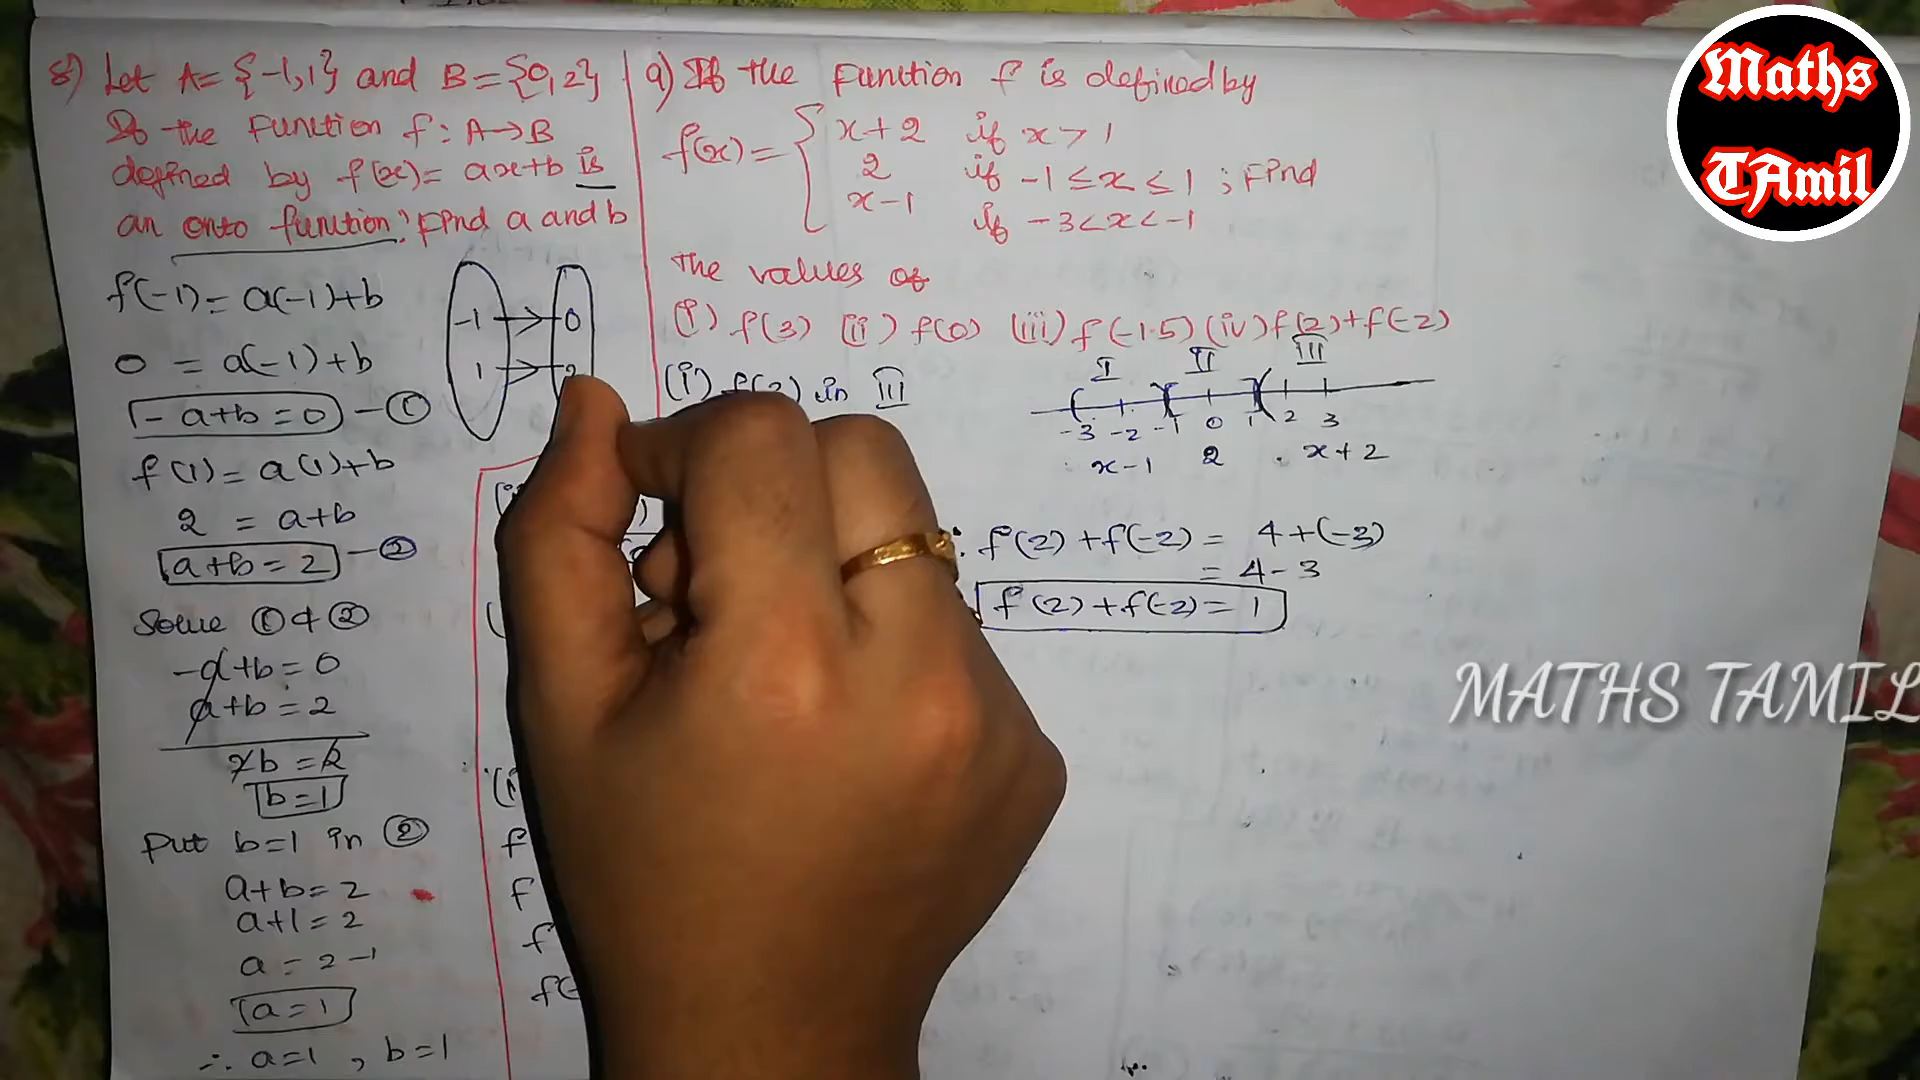 8) Let A = {-1,1} and B = {0,2}
If the function f : A→B
defined by f(x) = ax+b is
an onto function? Find a and b
f(-1) = a(-1)+b
0 = a(-1)+b
-a+b=0 —①
f(1) = a(1)+b
2 = a+b
a+b=2 —②
Solve ① & ②
-a+b=0
a+b=2
2b=2
b=1
Put b=1 in ②
a+b=2
a+1=2
a=2-1
a=1
∴ a=1 , b=1
-1 → 0
1 → 2
9) If the function f is defined by
f(x) = { x+2 if x>1
2 if -1≤x≤1 ; Find
x-1 if -3<x<-1
the values of
(i) f(3) (ii) f(0) (iii) f(-1.5) (iv) f(2)+f(-2)
I II III
-3 -2 -1 0 1 2 3
x-1 2 x+2
(i) in III
f(2)+f(-2) = 4+(-3)
= 4-3
f(2)+f(-2) = 1
Maths
TAmil
MATHS TAMIL